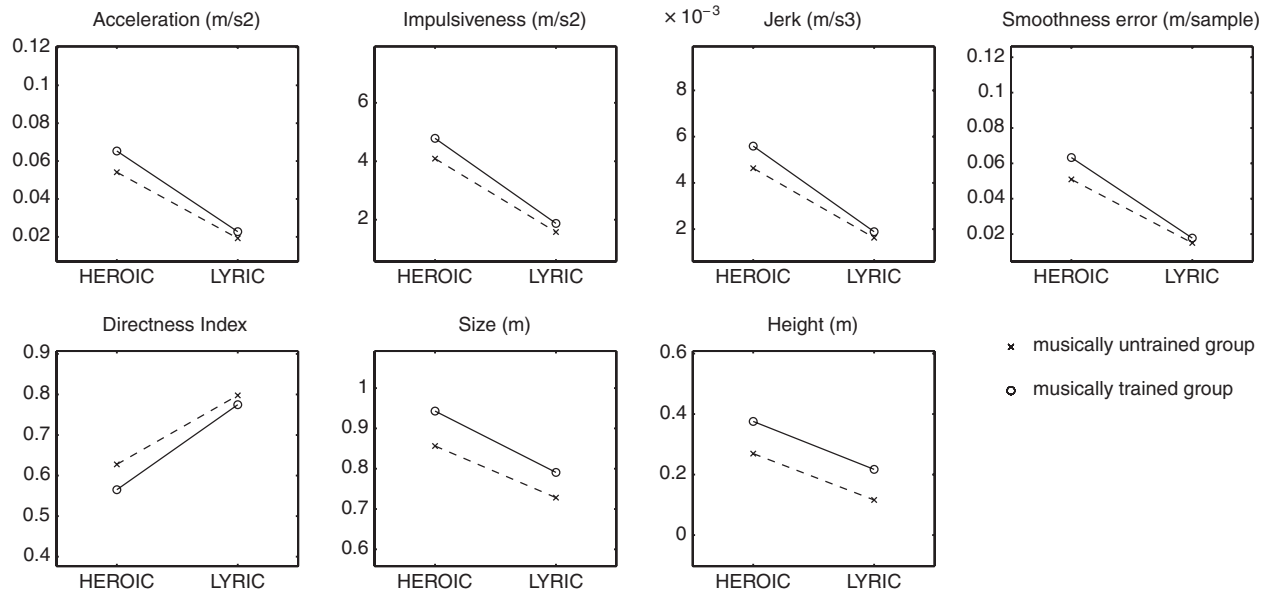 Acceleration (m/s2)
0.12
0.1
0.08
0.06
0.04
0.02
HEROIC LYRIC
Impulsiveness (m/s2)
6
4
2
HEROIC LYRIC
× 10−3 Jerk (m/s3)
8
6
4
2
HEROIC LYRIC
Smoothness error (m/sample)
0.12
0.1
0.08
0.06
0.04
0.02
HEROIC LYRIC
Directness Index
0.9
0.8
0.7
0.6
0.5
0.4
HEROIC LYRIC
Size (m)
1
0.9
0.8
0.7
0.6
HEROIC LYRIC
Height (m)
0.6
0.4
0.2
0
HEROIC LYRIC
musically untrained group
musically trained group